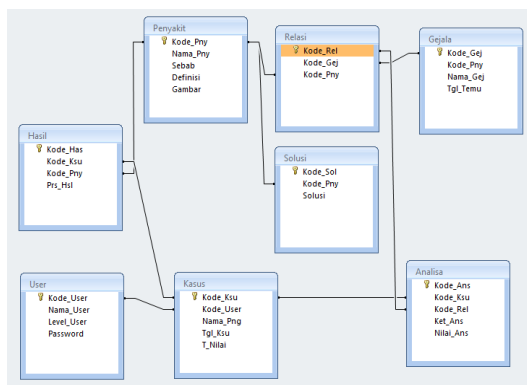 Penyakit
Kode_Pny
Nama_Pny
Sebab
Definisi
Gambar
Relasi
Kode_Rel
Kode_Gej
Kode_Pny
Gejala
Kode_Gej
Kode_Pny
Nama_Gej
Tgl_Temu
Hasil
Kode_Has
Kode_Ksu
Kode_Pny
Prs_Hsl
Solusi
Kode_Sol
Kode_Pny
Solusi
User
Kode_User
Nama_User
Level_User
Password
Kasus
Kode_Ksu
Kode_User
Nama_Png
Tgl_Ksu
T_Nilai
Analisa
Kode_Ans
Kode_Ksu
Kode_Rel
Ket_Ans
Nilai_Ans